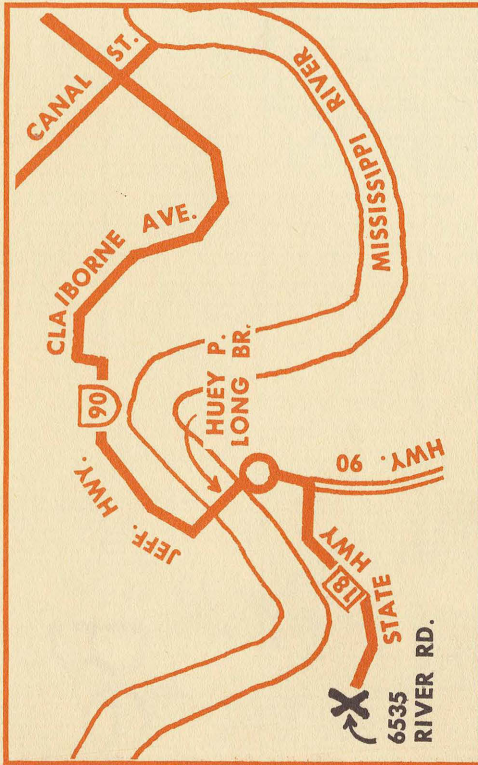 CANAL ST.
MISSISSIPPI RIVER
CLAIBORNE AVE.
90
HUEY P.
LONG BR.
JEFF. HWY.
HWY. 90
STATE HWY
18
6535
RIVER RD.